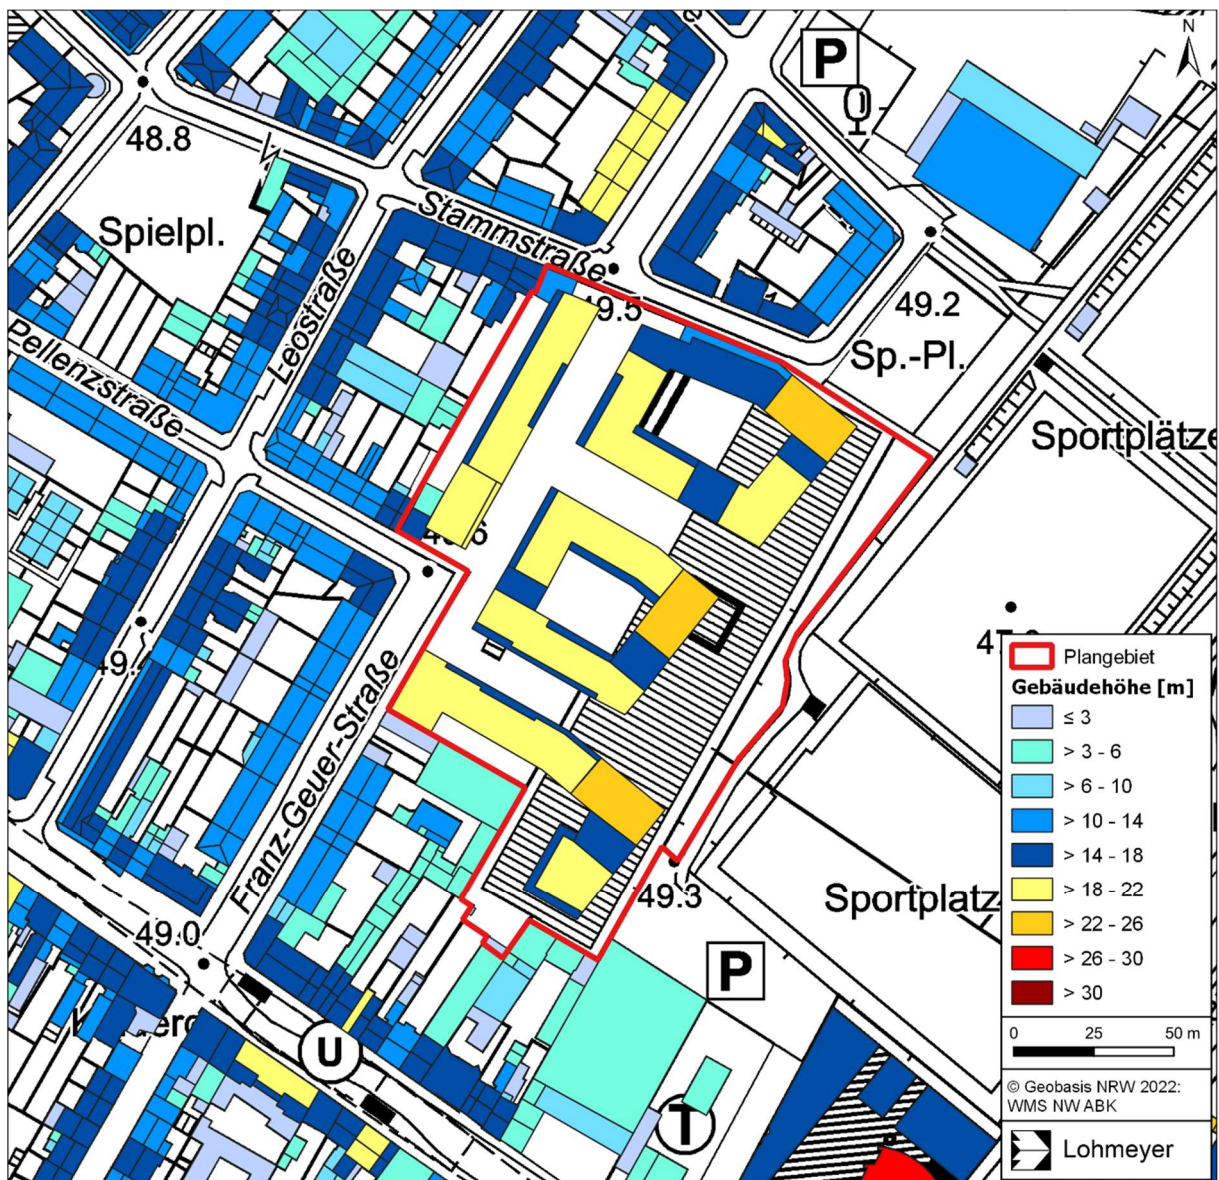 N
P
48.8
Spielpl.
Stammstraße
49.5
49.2
Sp.-Pl.
Leostraße
Pellenzstraße
Sportplätze
Franz-Geuer-Straße
49.3
Sportplatz
49.0
P
U
T
Plangebiet
Gebäudehöhe [m]
≤ 3
> 3 - 6
> 6 - 10
> 10 - 14
> 14 - 18
> 18 - 22
> 22 - 26
> 26 - 30
> 30
0 25 50 m
© Geobasis NRW 2022:
WMS NW ABK
Lohmeyer